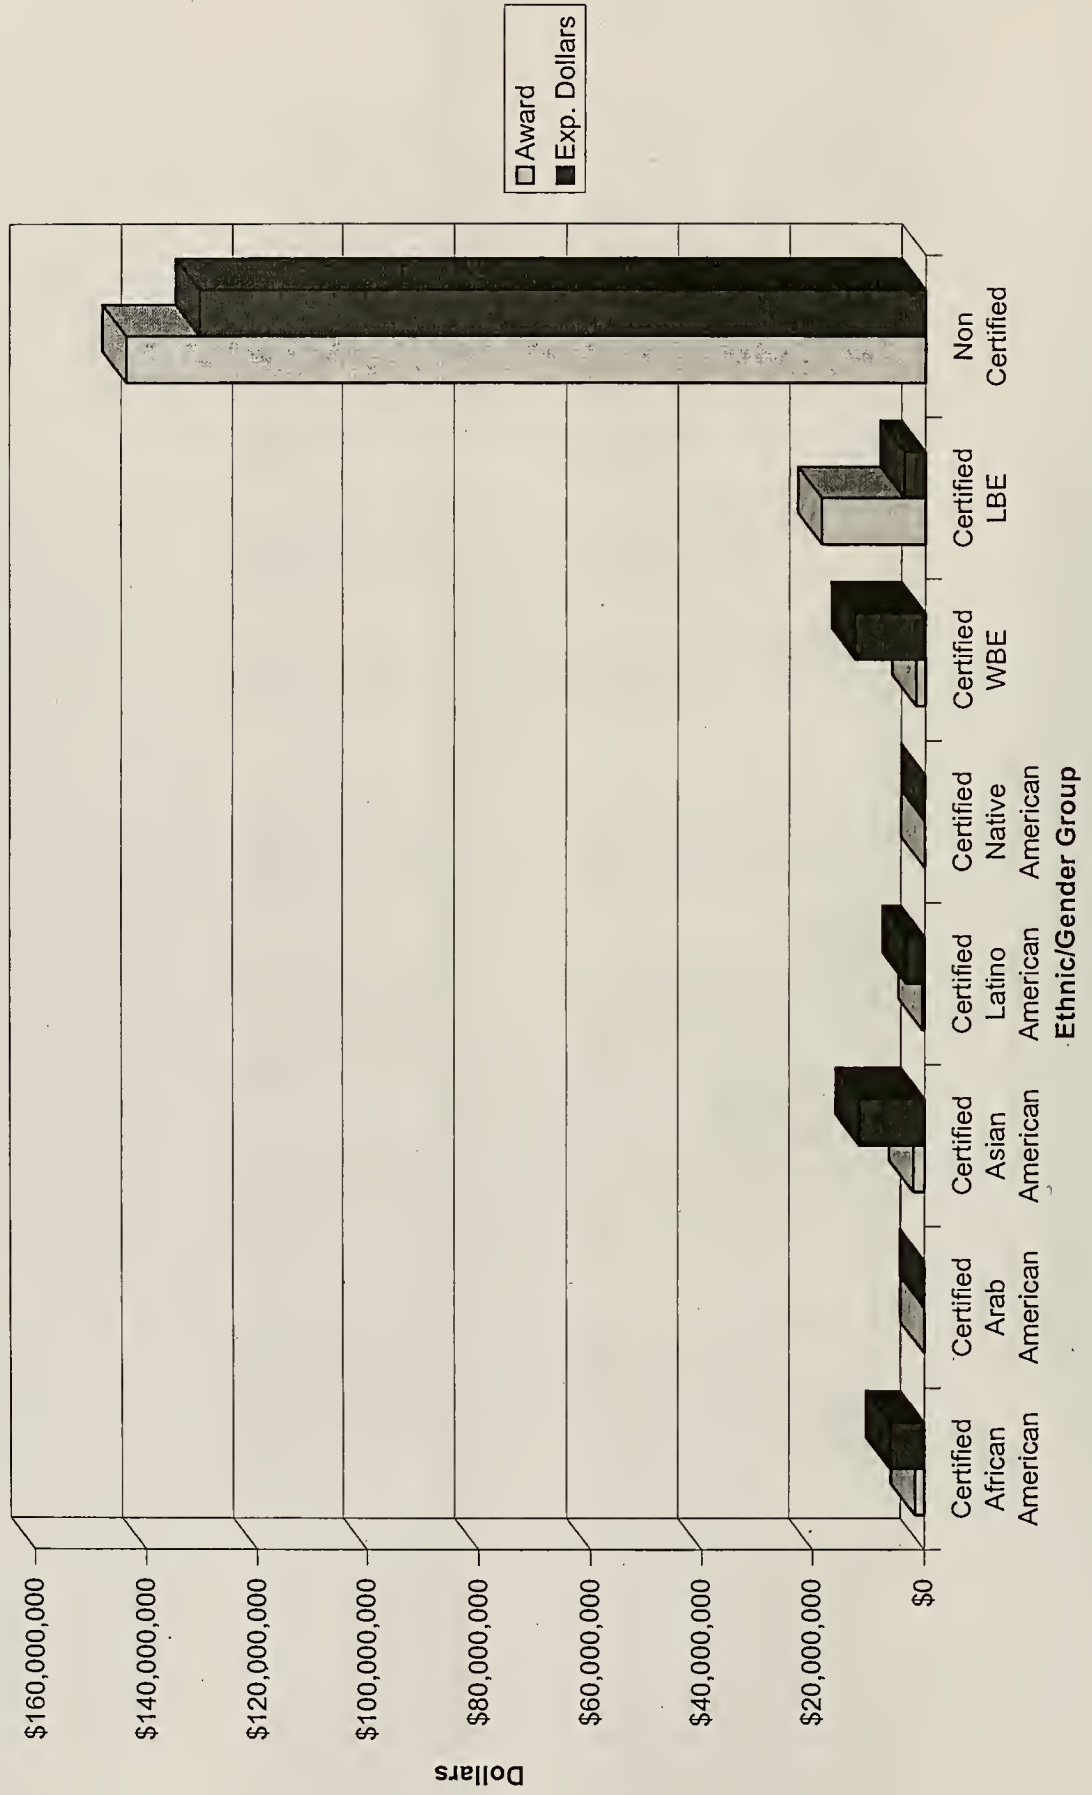 $160,000,000
$140,000,000
$120,000,000
$100,000,000
$80,000,000
$60,000,000
$40,000,000
$20,000,000
$0
Dollars
Certified
African
American
Certified
Arab
American
Certified
Asian
American
Certified
Latino
American
Certified
Native
American
Certified
WBE
Certified
LBE
Non
Certified
Ethnic/Gender Group
Award
Exp. Dollars